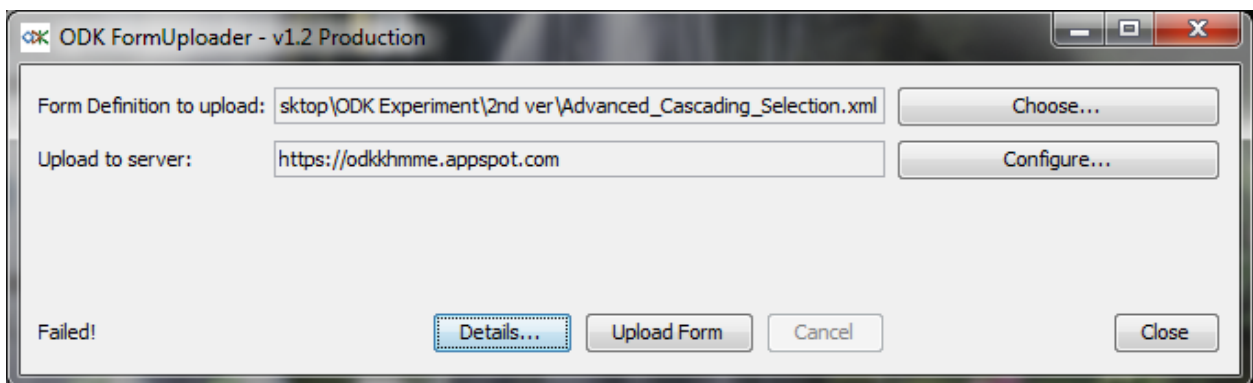 ODK ODK FormUploader - v1.2 Production
Form Definition to upload: sktop\ODK Experiment\2nd ver\Advanced_Cascading_Selection.xml Choose...
Upload to server: https://odkkhmme.appspot.com Configure...
Failed! Details... Upload Form Cancel Close